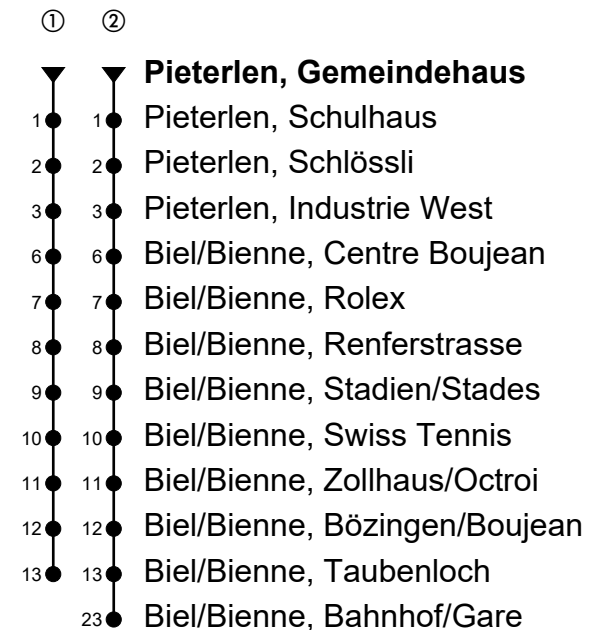 ① ②
Pieterlen, Gemeindehaus
1 1 Pieterlen, Schulhaus
2 2 Pieterlen, Schlössli
3 3 Pieterlen, Industrie West
6 6 Biel/Bienne, Centre Boujean
7 7 Biel/Bienne, Rolex
8 8 Biel/Bienne, Renferstrasse
9 9 Biel/Bienne, Stadien/Stades
10 10 Biel/Bienne, Swiss Tennis
11 11 Biel/Bienne, Zollhaus/Octroi
12 12 Biel/Bienne, Bözingen/Boujean
13 13 Biel/Bienne, Taubenloch
23 Biel/Bienne, Bahnhof/Gare